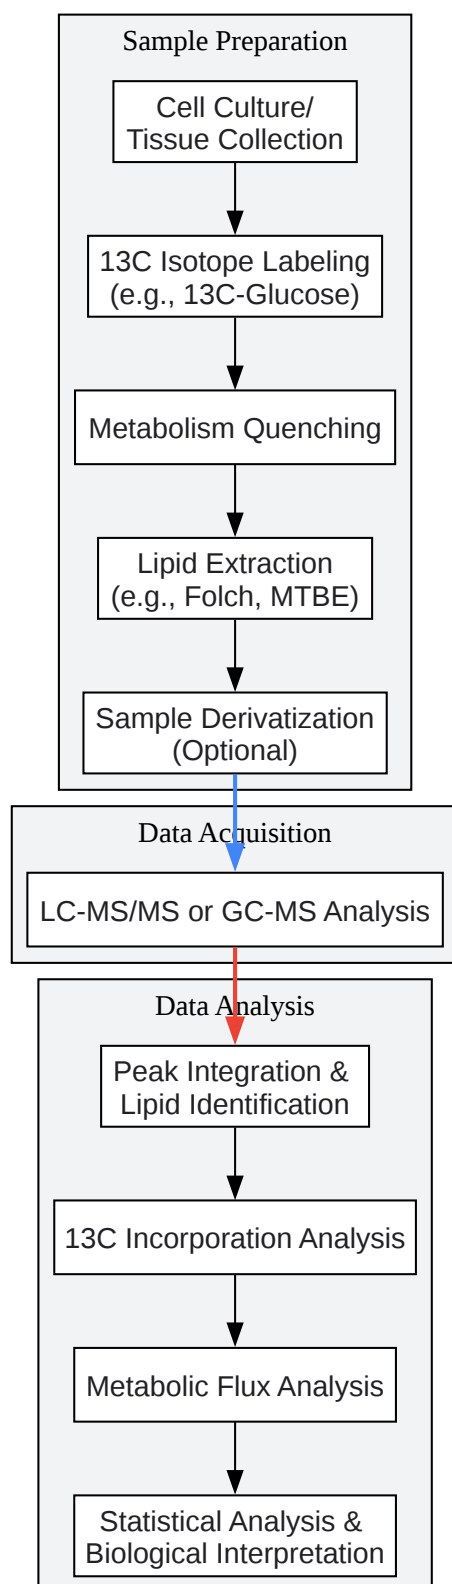 Sample Preparation
Cell Culture/
Tissue Collection
13C Isotope Labeling
(e.g., 13C-Glucose)
Metabolism Quenching
Lipid Extraction
(e.g., Folch, MTBE)
Sample Derivatization
(Optional)
Data Acquisition
LC-MS/MS or GC-MS Analysis
Data Analysis
Peak Integration &
Lipid Identification
13C Incorporation Analysis
Metabolic Flux Analysis
Statistical Analysis &
Biological Interpretation